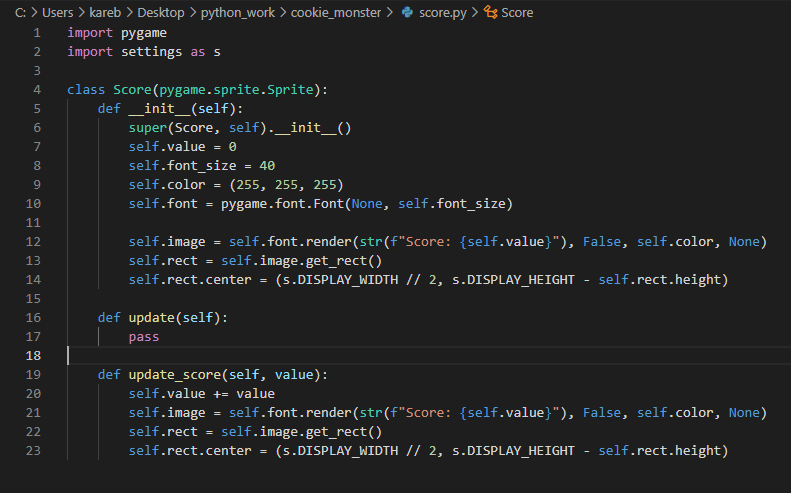 C: > Users > kareb > Desktop > python_work > cookie_monster > score.py > Score
1 import pygame
2 import settings as s
3
4 class Score(pygame.sprite.Sprite):
5     def __init__(self):
6         super(Score, self).__init__()
7         self.value = 0
8         self.font_size = 40
9         self.color = (255, 255, 255)
10         self.font = pygame.font.Font(None, self.font_size)
11
12         self.image = self.font.render(str(f"Score: {self.value}"), False, self.color, None)
13         self.rect = self.image.get_rect()
14         self.rect.center = (s.DISPLAY_WIDTH // 2, s.DISPLAY_HEIGHT - self.rect.height)
15
16     def update(self):
17         pass
18
19     def update_score(self, value):
20         self.value += value
21         self.image = self.font.render(str(f"Score: {self.value}"), False, self.color, None)
22         self.rect = self.image.get_rect()
23         self.rect.center = (s.DISPLAY_WIDTH // 2, s.DISPLAY_HEIGHT - self.rect.height)